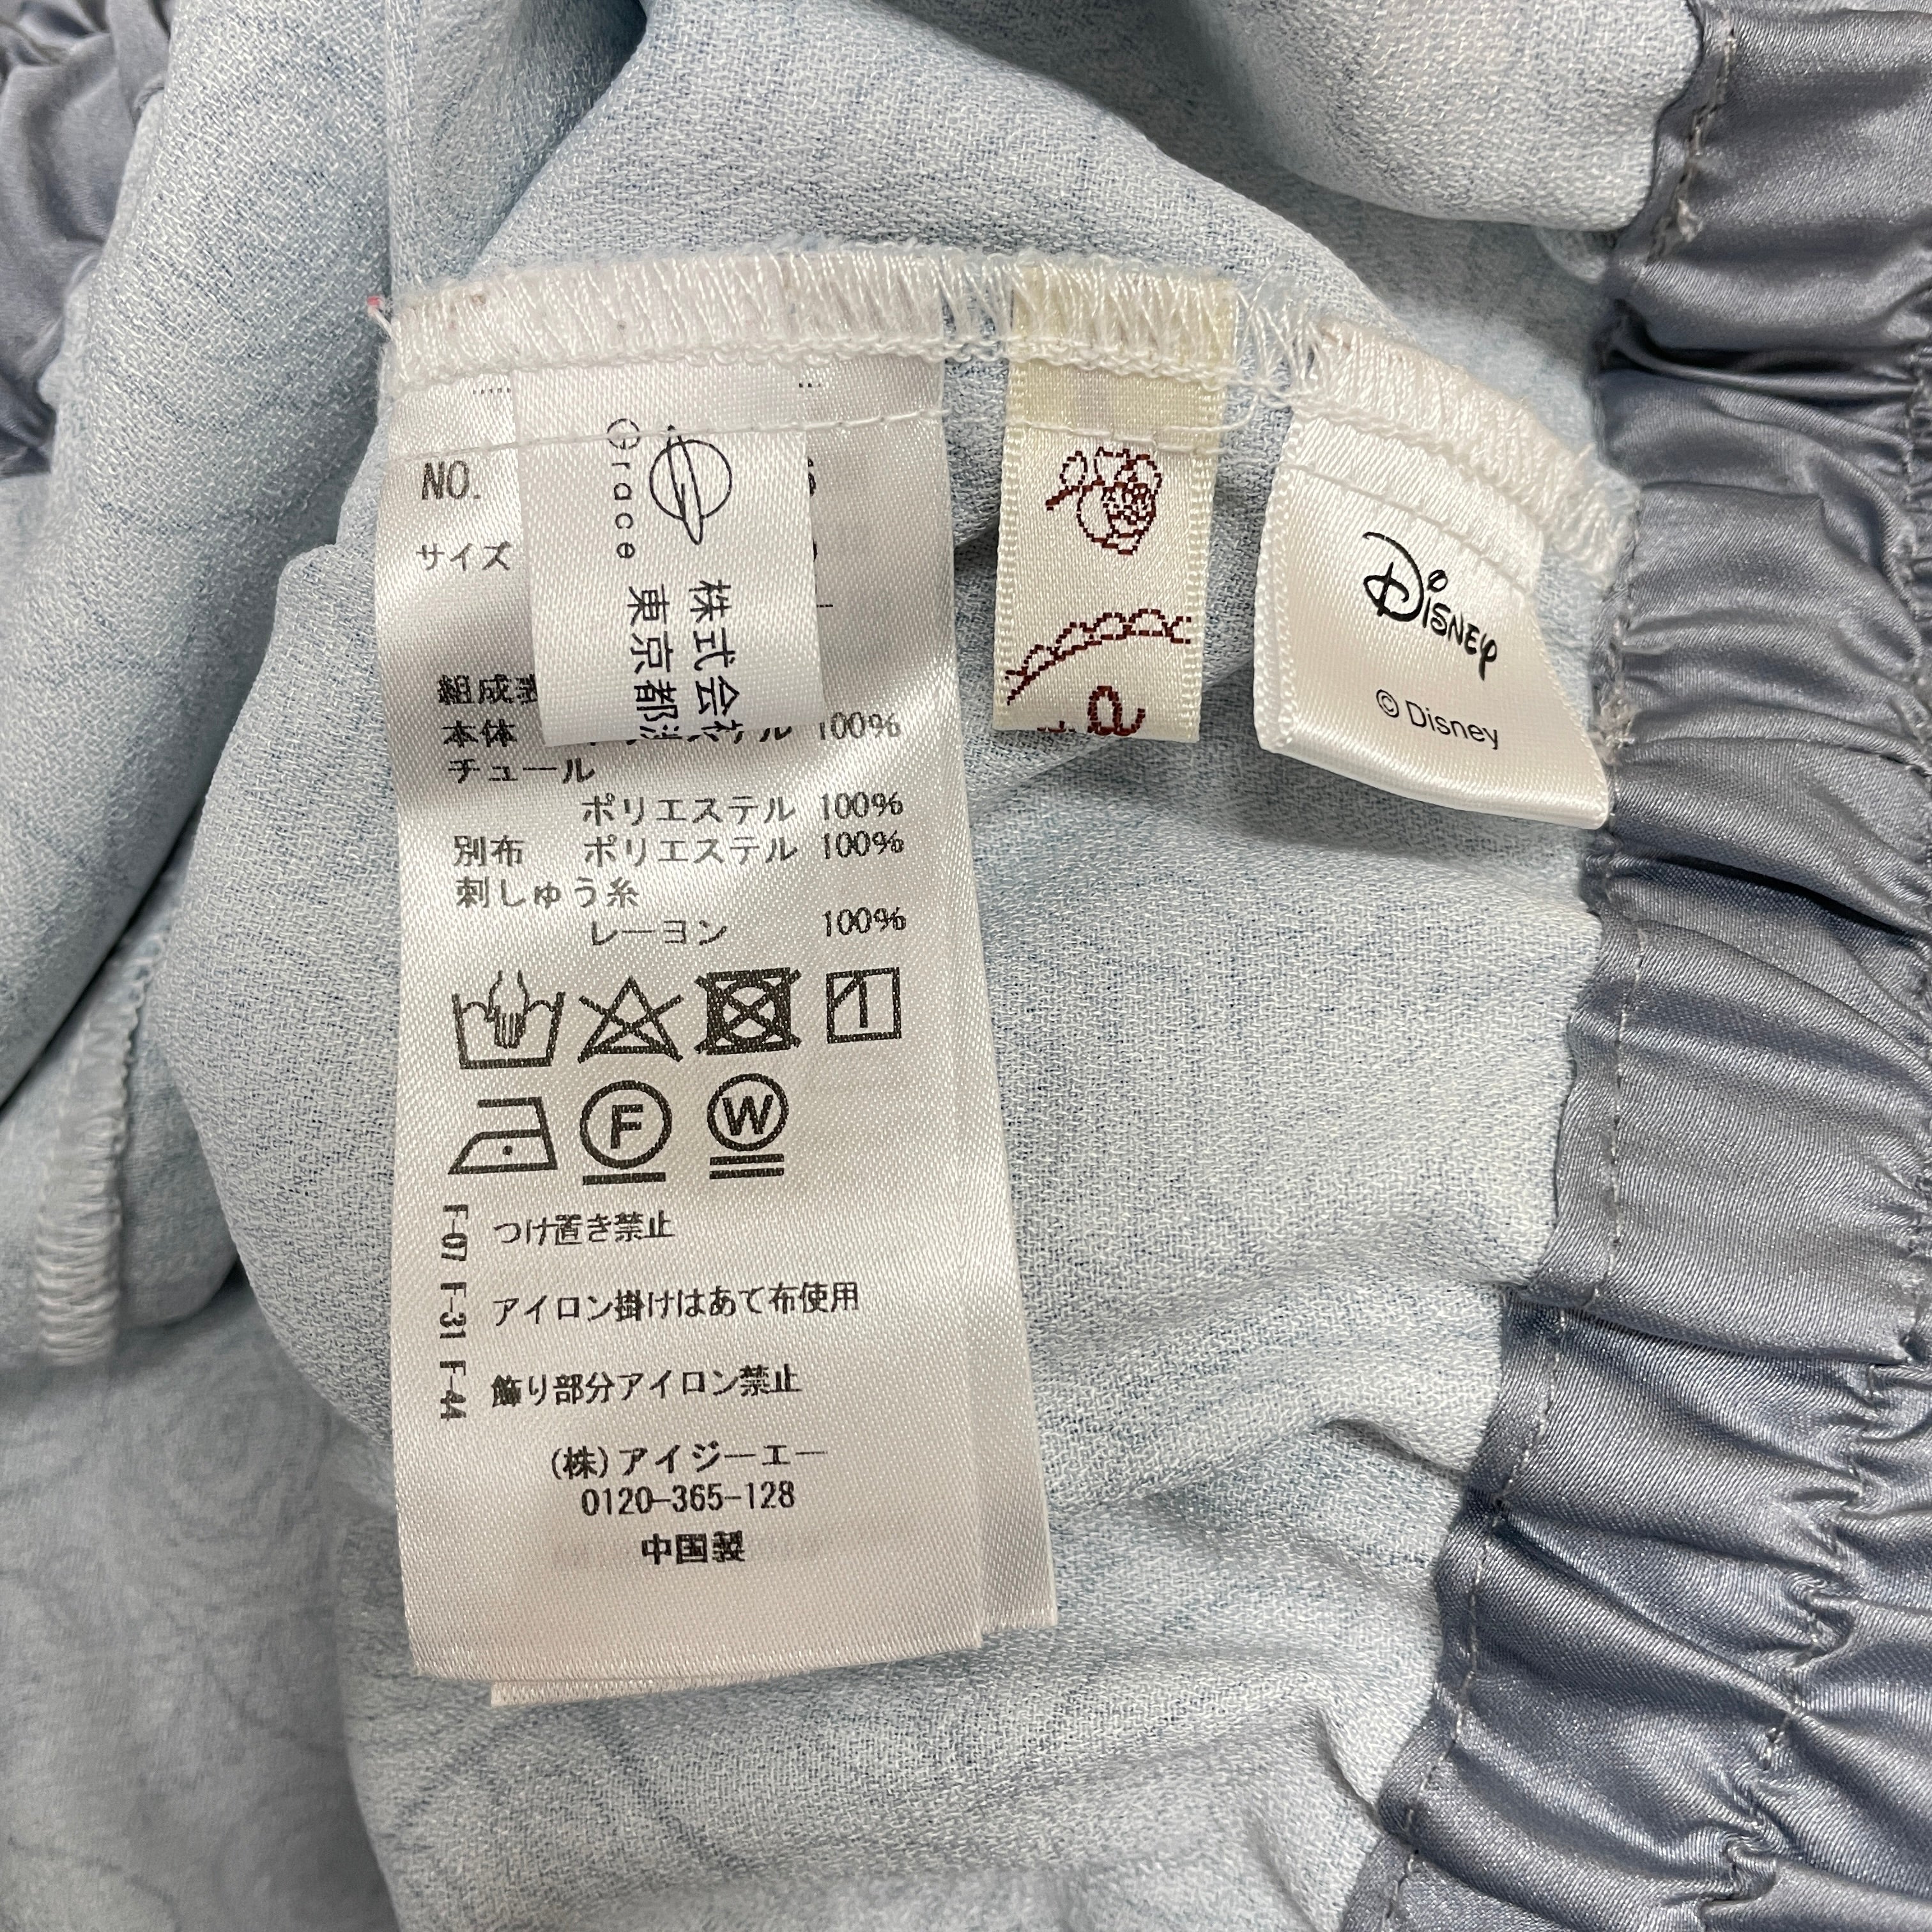 NO.
サイズ
Grace
株式会
東京都
組成
本体 ル 100%
チュール
ポリエステル 100%
別布 ポリエステル 100%
刺しゅう糸
レーヨン 100%
1
F
W
F-07 つけ置き禁止
F-31 アイロン掛けはあて布使用
F-44 飾り部分アイロン禁止
(株)アイジーエー
0120-365-128
中国製
Disney
© Disney